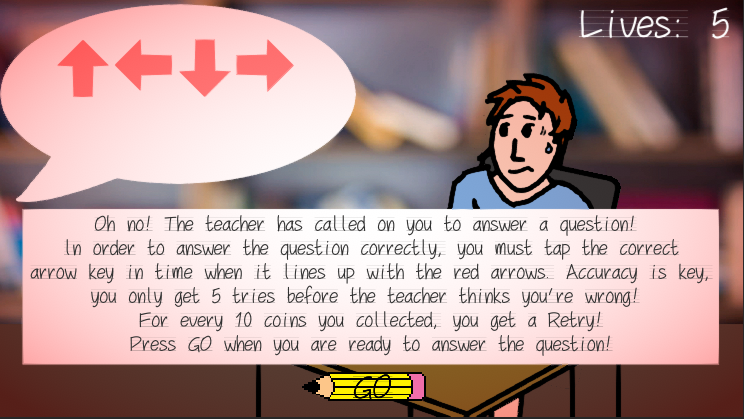 Lives: 5
Oh no! The teacher has called on you to answer a question!
In order to answer the question correctly, you must tap the correct
arrow key in time when it lines up with the red arrows. Accuracy is key,
you only get 5 tries before the teacher thinks you're wrong!
For every 10 coins you collected, you get a Retry!
Press GO when you are ready to answer the question!
GO